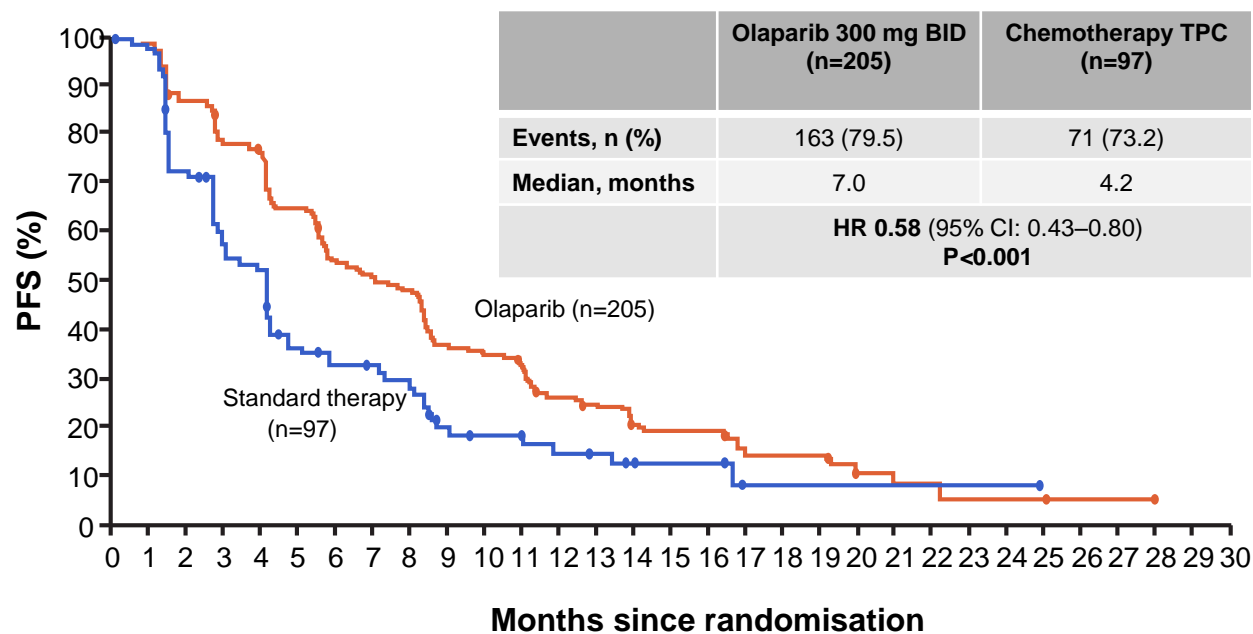 Olaparib 300 mg BID
(n=205)
Chemotherapy TPC
(n=97)
Events, n (%)
163 (79.5)
71 (73.2)
Median, months
7.0
4.2
HR 0.58 (95% CI: 0.43–0.80)
P<0.001
PFS (%)
100
90
80
70
60
50
40
30
20
10
0
Olaparib (n=205)
Standard therapy
(n=97)
0 1 2 3 4 5 6 7 8 9 10 11 12 13 14 15 16 17 18 19 20 21 22 23 24 25 26 27 28 29 30
Months since randomisation